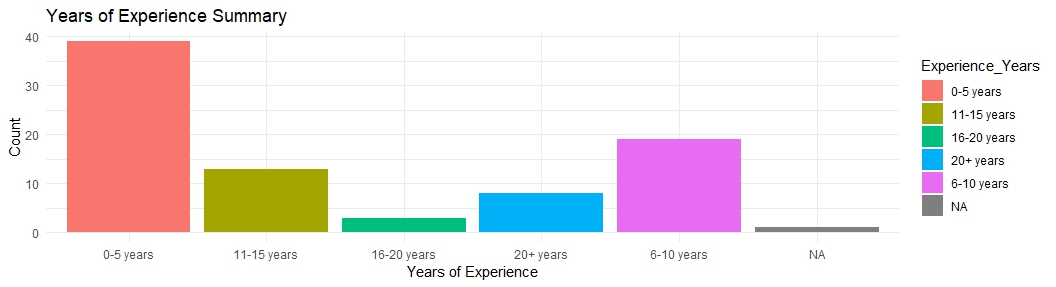 Years of Experience Summary
40
30
20
10
0
Count
0-5 years
11-15 years
16-20 years
20+ years
6-10 years
NA
Years of Experience
Experience_Years
0-5 years
11-15 years
16-20 years
20+ years
6-10 years
NA